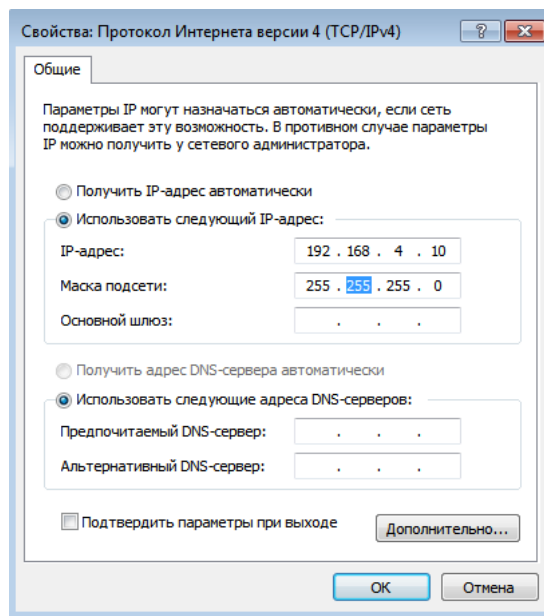 Свойства: Протокол Интернета версии 4 (TCP/IPv4)
Общие
Параметры IP могут назначаться автоматически, если сеть
поддерживает эту возможность. В противном случае параметры
IP можно получить у сетевого администратора.
Получить IP-адрес автоматически
Использовать следующий IP-адрес:
IP-адрес: 192 . 168 . 4 . 10
Маска подсети: 255 . 255 . 255 . 0
Основной шлюз: . . .
Получить адрес DNS-сервера автоматически
Использовать следующие адреса DNS-серверов:
Предпочитаемый DNS-сервер: . . .
Альтернативный DNS-сервер: . . .
Подтвердить параметры при выходе
Дополнительно...
ОК Отмена